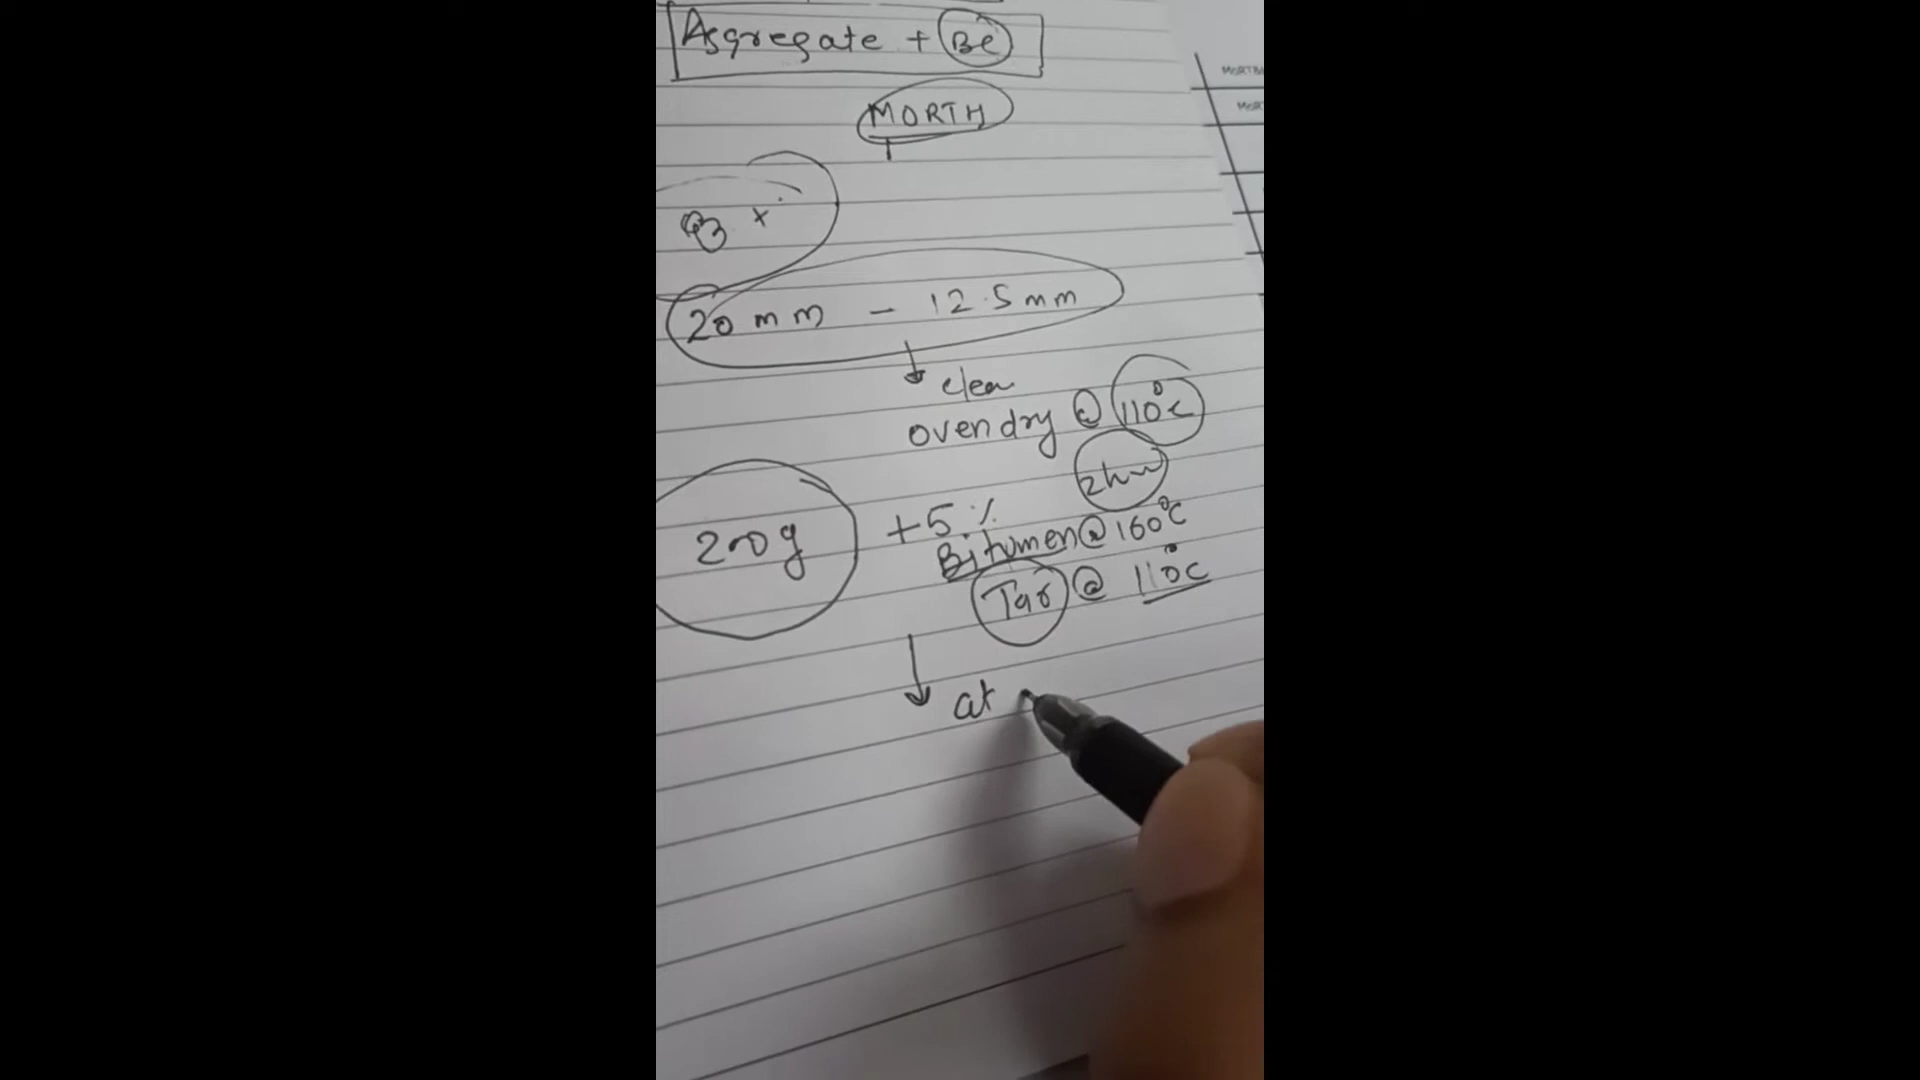 Aggregate + Be
MORTH
20 mm - 12.5 mm
clean
oven dry @ 110°C
200g +5%
Bitumen @ 160°C
Tar @ 110°C
at